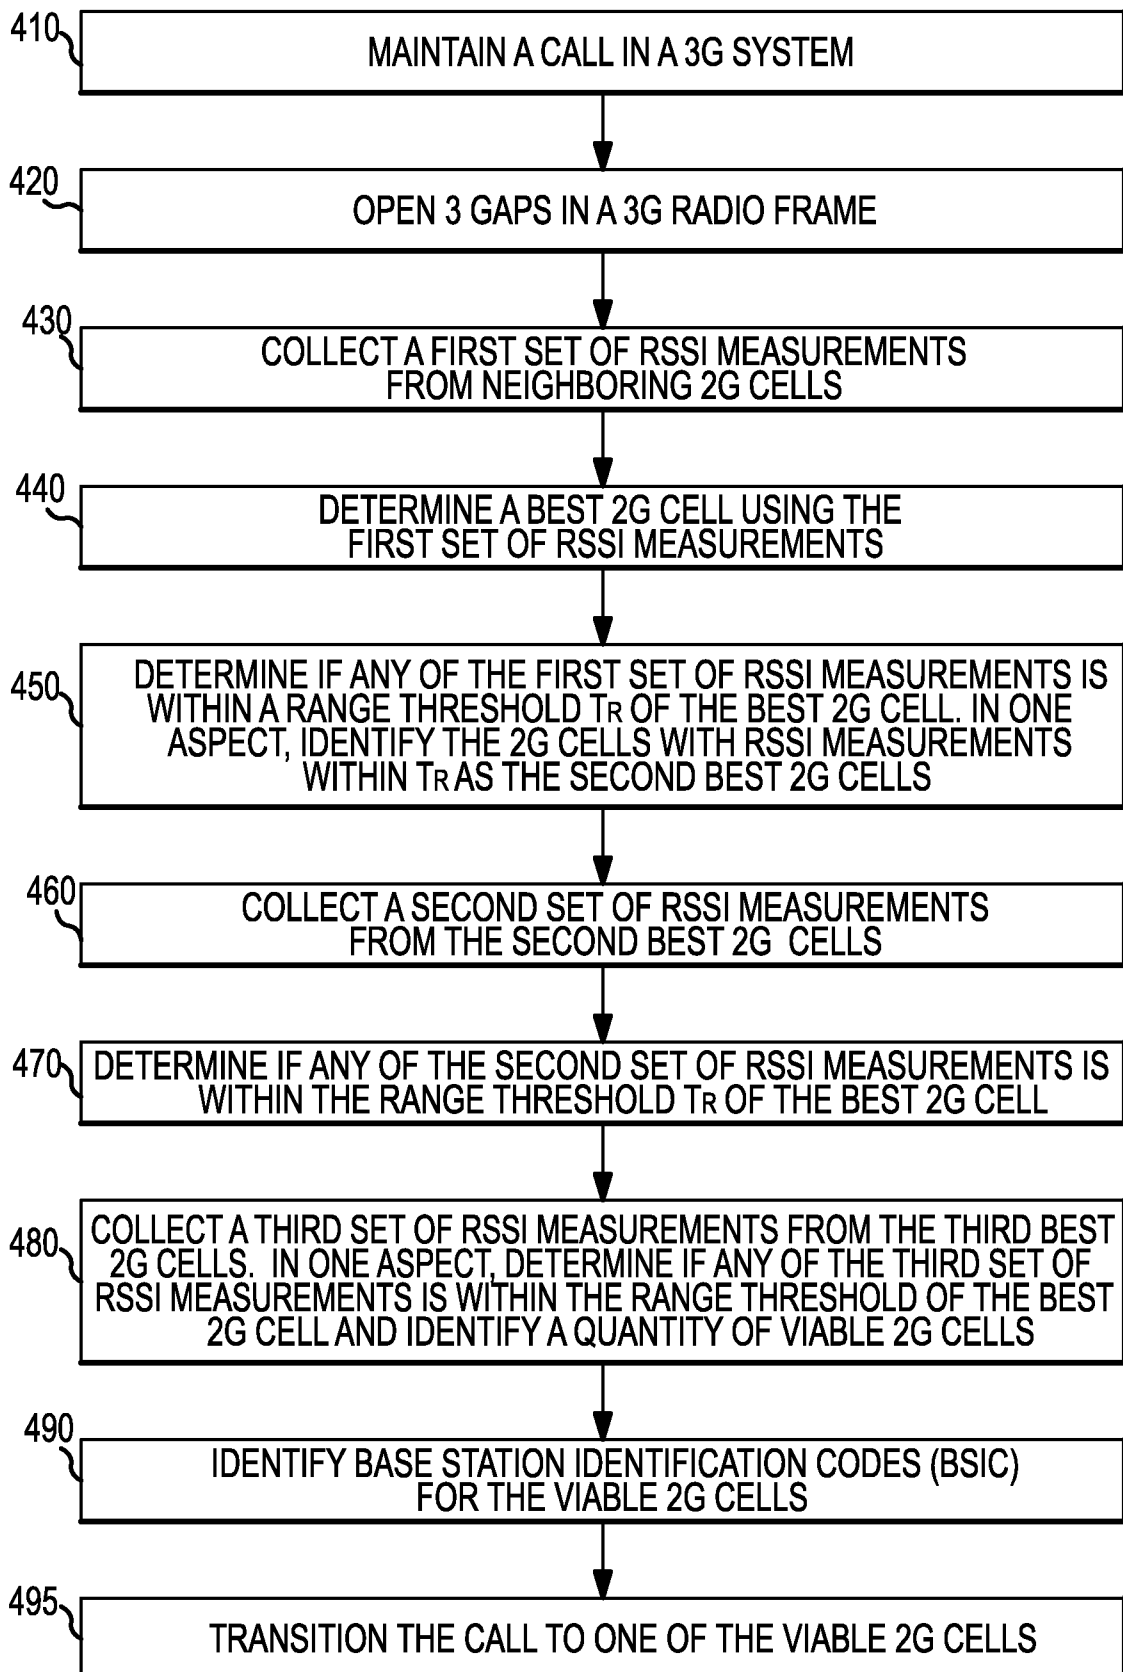 410
MAINTAIN A CALL IN A 3G SYSTEM
420
OPEN 3 GAPS IN A 3G RADIO FRAME
430
COLLECT A FIRST SET OF RSSI MEASUREMENTS
FROM NEIGHBORING 2G CELLS
440
DETERMINE A BEST 2G CELL USING THE
FIRST SET OF RSSI MEASUREMENTS
450
DETERMINE IF ANY OF THE FIRST SET OF RSSI MEASUREMENTS IS
WITHIN A RANGE THRESHOLD TR OF THE BEST 2G CELL. IN ONE
ASPECT, IDENTIFY THE 2G CELLS WITH RSSI MEASUREMENTS
WITHIN TR AS THE SECOND BEST 2G CELLS
460
COLLECT A SECOND SET OF RSSI MEASUREMENTS
FROM THE SECOND BEST 2G CELLS
470
DETERMINE IF ANY OF THE SECOND SET OF RSSI MEASUREMENTS IS
WITHIN THE RANGE THRESHOLD TR OF THE BEST 2G CELL
480
COLLECT A THIRD SET OF RSSI MEASUREMENTS FROM THE THIRD BEST
2G CELLS. IN ONE ASPECT, DETERMINE IF ANY OF THE THIRD SET OF
RSSI MEASUREMENTS IS WITHIN THE RANGE THRESHOLD OF THE BEST
2G CELL AND IDENTIFY A QUANTITY OF VIABLE 2G CELLS
490
IDENTIFY BASE STATION IDENTIFICATION CODES (BSIC)
FOR THE VIABLE 2G CELLS
495
TRANSITION THE CALL TO ONE OF THE VIABLE 2G CELLS